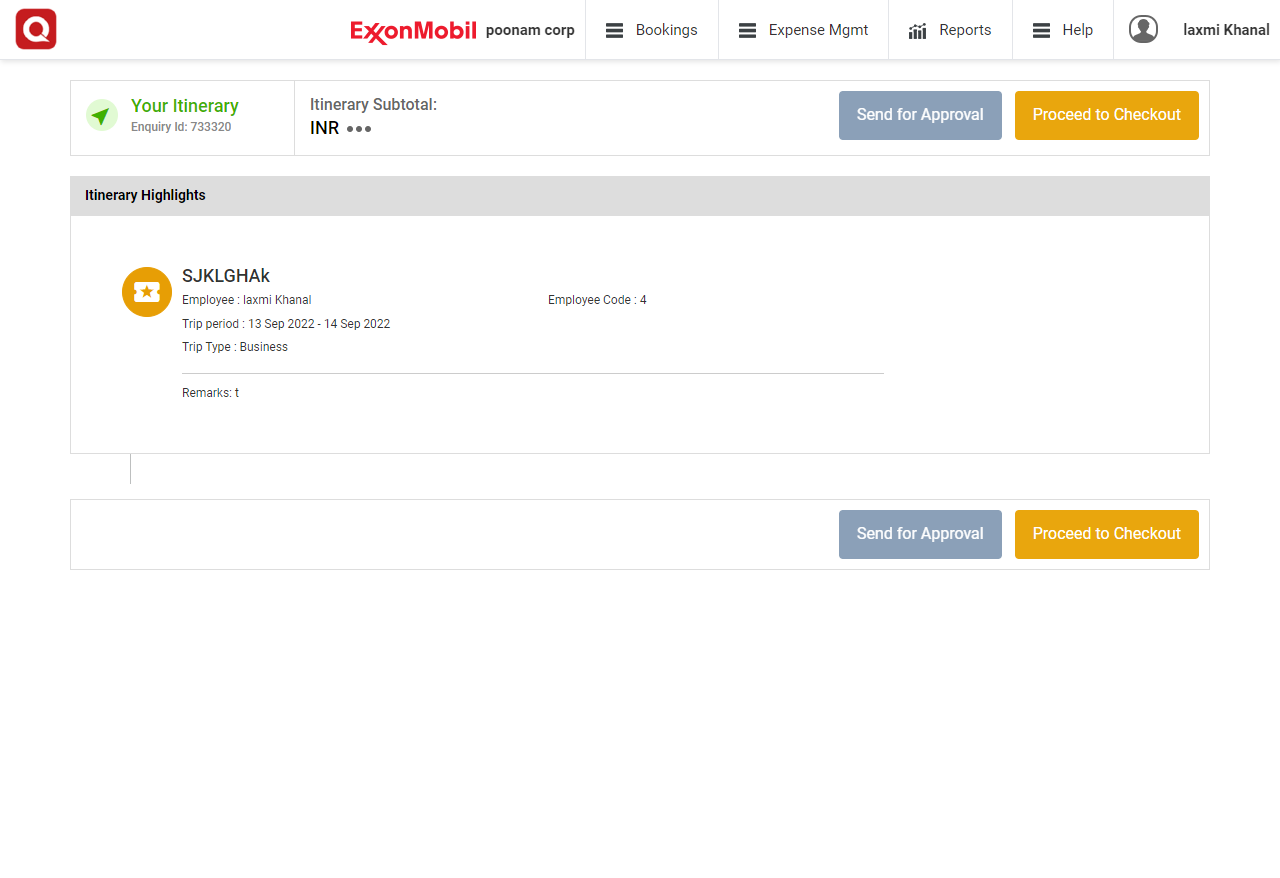 Q
ExxonMobil poonam corp Bookings Expense Mgmt Reports Help laxmi Khanal
Your Itinerary
Enquiry Id: 733320
Itinerary Subtotal:
INR
Send for Approval Proceed to Checkout
Itinerary Highlights
SJKLGHAk
Employee : laxmi Khanal Employee Code : 4
Trip period : 13 Sep 2022 - 14 Sep 2022
Trip Type : Business
Remarks: t
Send for Approval Proceed to Checkout